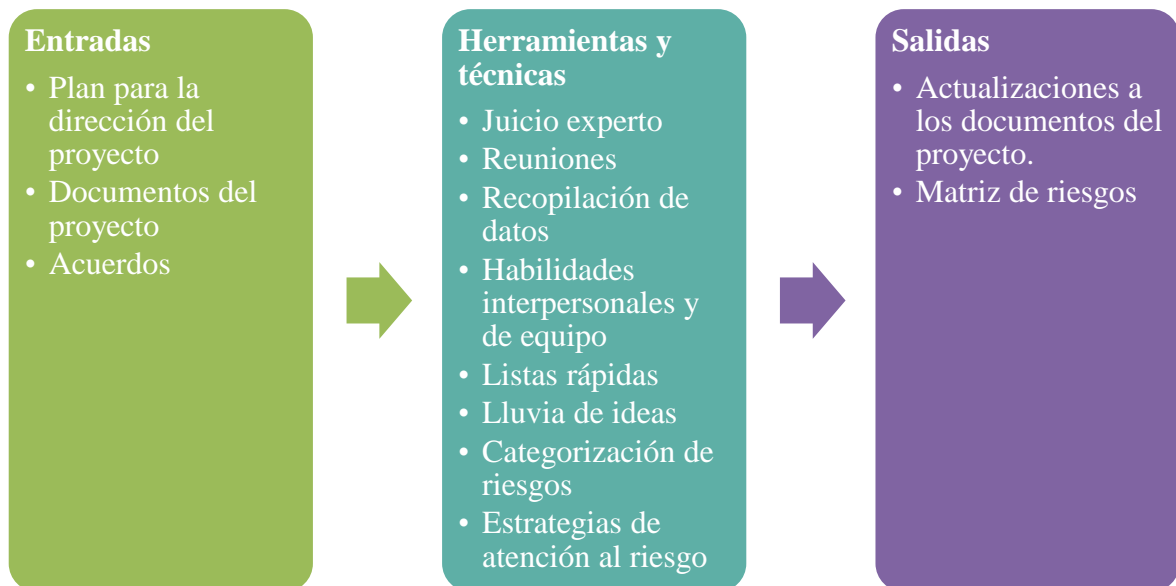 Entradas
• Plan para la
dirección del
proyecto
• Documentos del
proyecto
• Acuerdos
Herramientas y
técnicas
• Juicio experto
• Reuniones
• Recopilación de
datos
• Habilidades
interpersonales y
de equipo
• Listas rápidas
• Lluvia de ideas
• Categorización de
riesgos
• Estrategias de
atención al riesgo
Salidas
• Actualizaciones a
los documentos del
proyecto.
• Matriz de riesgos